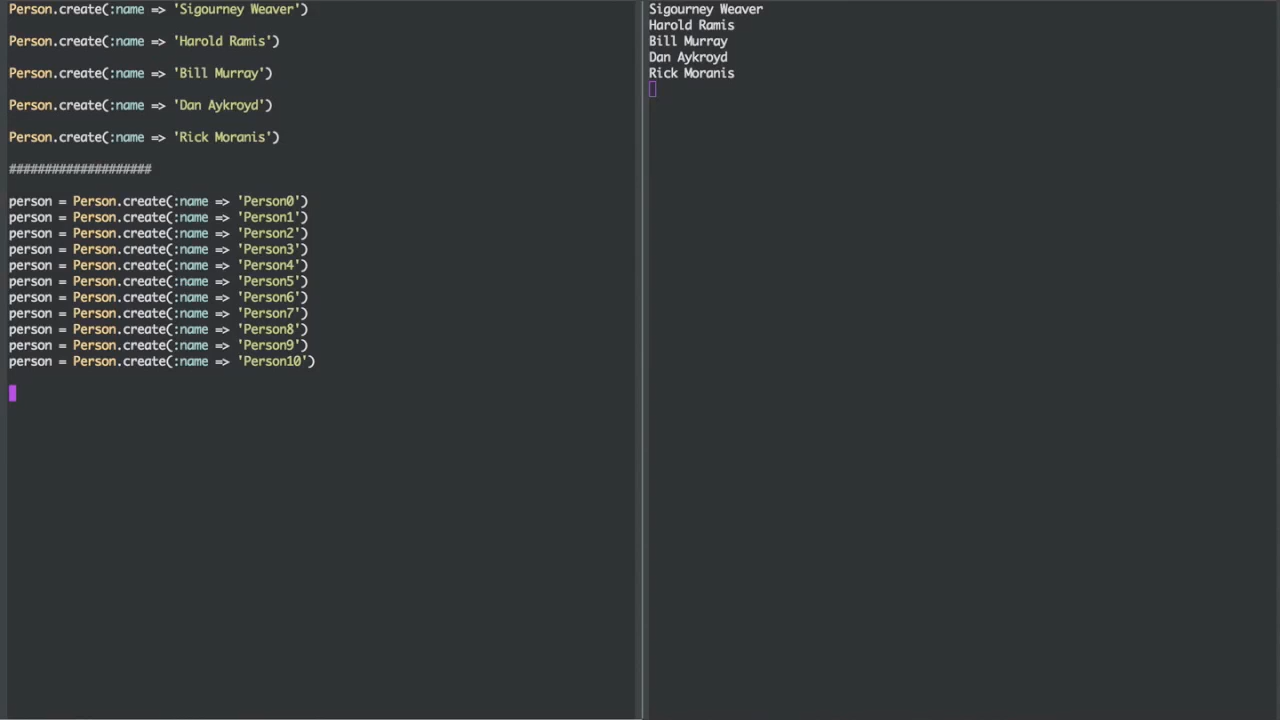 Person.create(:name => 'Sigourney Weaver')
Person.create(:name => 'Harold Ramis')
Person.create(:name => 'Bill Murray')
Person.create(:name => 'Dan Aykroyd')
Person.create(:name => 'Rick Moranis')
####################
person = Person.create(:name => 'Person0')
person = Person.create(:name => 'Person1')
person = Person.create(:name => 'Person2')
person = Person.create(:name => 'Person3')
person = Person.create(:name => 'Person4')
person = Person.create(:name => 'Person5')
person = Person.create(:name => 'Person6')
person = Person.create(:name => 'Person7')
person = Person.create(:name => 'Person8')
person = Person.create(:name => 'Person9')
person = Person.create(:name => 'Person10')
Sigourney Weaver
Harold Ramis
Bill Murray
Dan Aykroyd
Rick Moranis